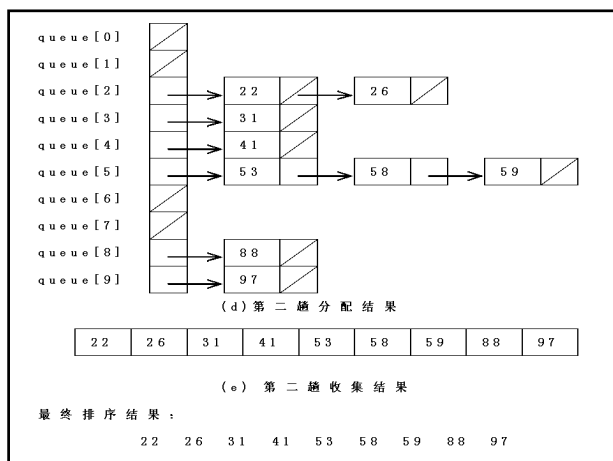 queue[0]
queue[1]
queue[2] 22 26
queue[3] 31
queue[4] 41
queue[5] 53 58 59
queue[6]
queue[7]
queue[8] 88
queue[9] 97
(d)第二趟分配结果
22 26 31 41 53 58 59 88 97
(e) 第二趟收集结果
最终排序结果:
22 26 31 41 53 58 59 88 97